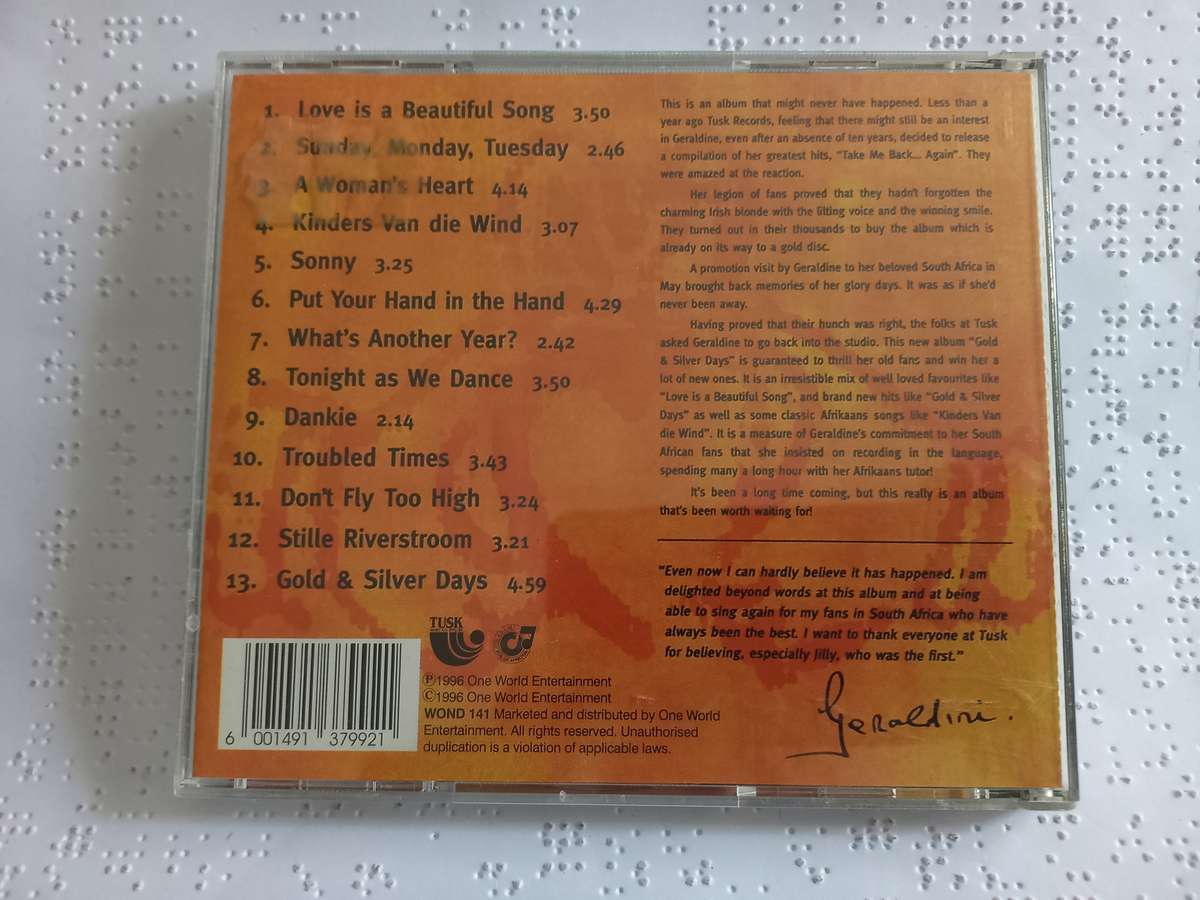 1. Love is a Beautiful Song 3.50
2. Sunday, Monday, Tuesday 2.46
3. A Woman's Heart 4.14
4. Kinders Van die Wind 3.07
5. Sonny 3.25
6. Put Your Hand in the Hand 4.29
7. What's Another Year? 2.42
8. Tonight as We Dance 3.50
9. Dankie 2.14
10. Troubled Times 3.43
11. Don't Fly Too High 3.24
12. Stille Riverstroom 3.21
13. Gold & Silver Days 4.59
This is an album that might never have happened. Less than a
year ago Tusk Records, feeling that there might still be an interest
in Geraldine, even after an absence of ten years, decided to release
a compilation of her greatest hits, "Take Me Back... Again". They
were amazed at the reaction.
Her legion of fans proved that they hadn't forgotten the
charming Irish blonde with the lilting voice and the winning smile.
They turned out in their thousands to buy the album which is
already on its way to a gold disc.
A promotion visit by Geraldine to her beloved South Africa in
May brought back memories of her glory days. It was as if she'd
never been away.
Having proved that their hunch was right, the folks at Tusk
asked Geraldine to go back into the studio. This new album "Gold
& Silver Days" is guaranteed to thrill her old fans and win her a
lot of new ones. It is an irresistible mix of well loved favourites like
"Love is a Beautiful Song", and brand new hits like "Gold & Silver
Days" as well as some classic Afrikaans songs like "Kinders Van
die Wind". It is a measure of Geraldine's commitment to her South
African fans that she insisted on recording in the language,
spending many a long hour with her Afrikaans tutor!
It's been a long time coming, but this really is an album
that's been worth waiting for!
"Even now I can hardly believe it has happened. I am
delighted beyond words at this album and at being
able to sing again for my fans in South Africa who have
always been the best. I want to thank everyone at Tusk
for believing, especially Jilly, who was the first."
Geraldine.
TUSK
℗1996 One World Entertainment
©1996 One World Entertainment
WOND 141 Marketed and distributed by One World
Entertainment. All rights reserved. Unauthorised
duplication is a violation of applicable laws.
6 001491 379921